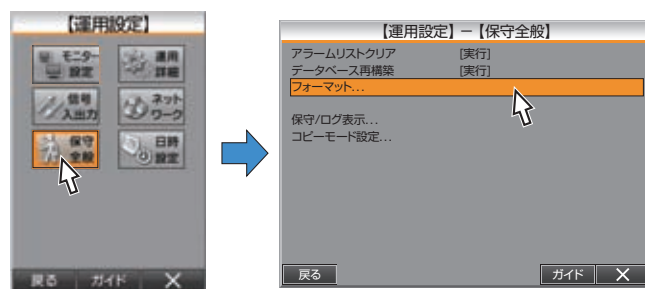 【運用設定】
モニター
設定
運用
詳細
信号
入出力
ネット
ワーク
保守
全般
日時
設定
戻る ガイド ×
【運用設定】－【保守全般】
アラームリストクリア [実行]
データベース再構築 [実行]
フォーマット...
保守/ログ表示...
コピーモード設定...
戻る ガイド ×